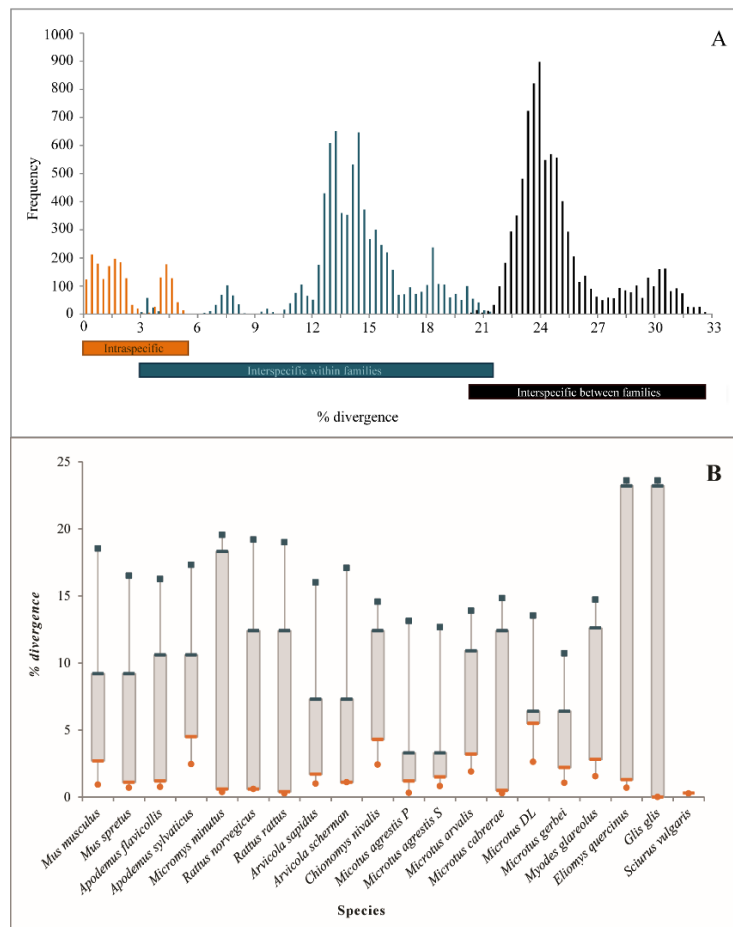 A
Frequency
1000
900
800
700
600
500
400
300
200
100
0
0 3 6 9 12 15 18 21 24 27 30 33
Intraspecific
Interspecific within families
Interspecific between families
% divergence
B
% divergence
25
20
15
10
5
0
Mus musculus
Mus spretus
Apodemus flavicollis
Apodemus sylvaticus
Micromys minutus
Rattus norvegicus
Rattus rattus
Arvicola sapidus
Arvicola scherman
Chionomys nivalis
Micotus agrestis P
Microtus agrestis S
Microtus arvalis
Microtus cabrerae
Microtus DL
Microtus gerbei
Myodes glareolus
Eliomys quercinus
Glis glis
Sciurus vulgaris
Species